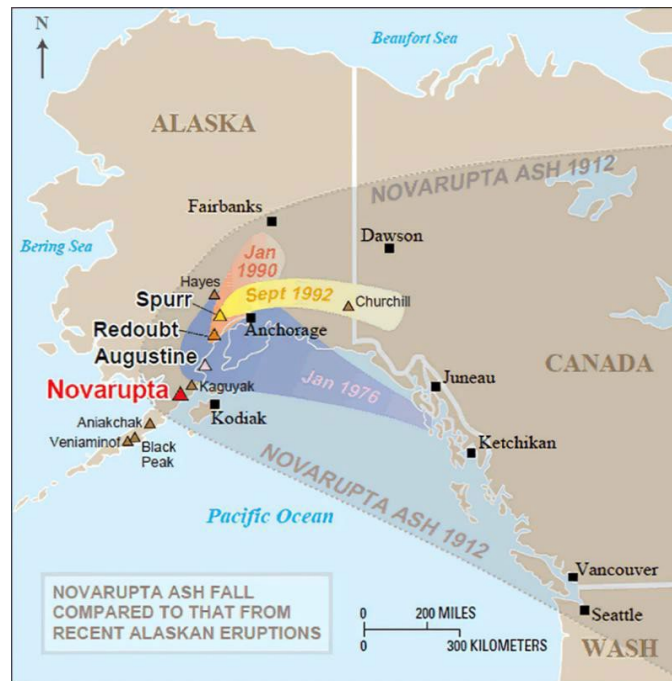 N
Beaufort Sea
ALASKA
NOVARUPTA ASH 1912
Fairbanks
Dawson
Bering Sea
Jan
1990
Hayes
Sept 1992
Churchill
Spurr
Anchorage
Redoubt
Augustine
CANADA
Jan 1976
Juneau
Novarupta
Kaguyak
Kodiak
Aniakchak
Veniaminof
Black
Peak
Ketchikan
NOVARUPTA ASH 1912
Pacific Ocean
Vancouver
NOVARUPTA ASH FALL
COMPARED TO THAT FROM
RECENT ALASKAN ERUPTIONS
0 200 MILES
0 300 KILOMETERS
Seattle
WASH